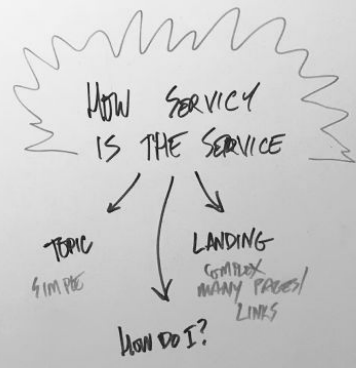 HOW SERVICY
IS THE SERVICE
TOPIC
SIMPLE
LANDING
COMPLEX
MANY PAGES/
LINKS
HOW DO I?